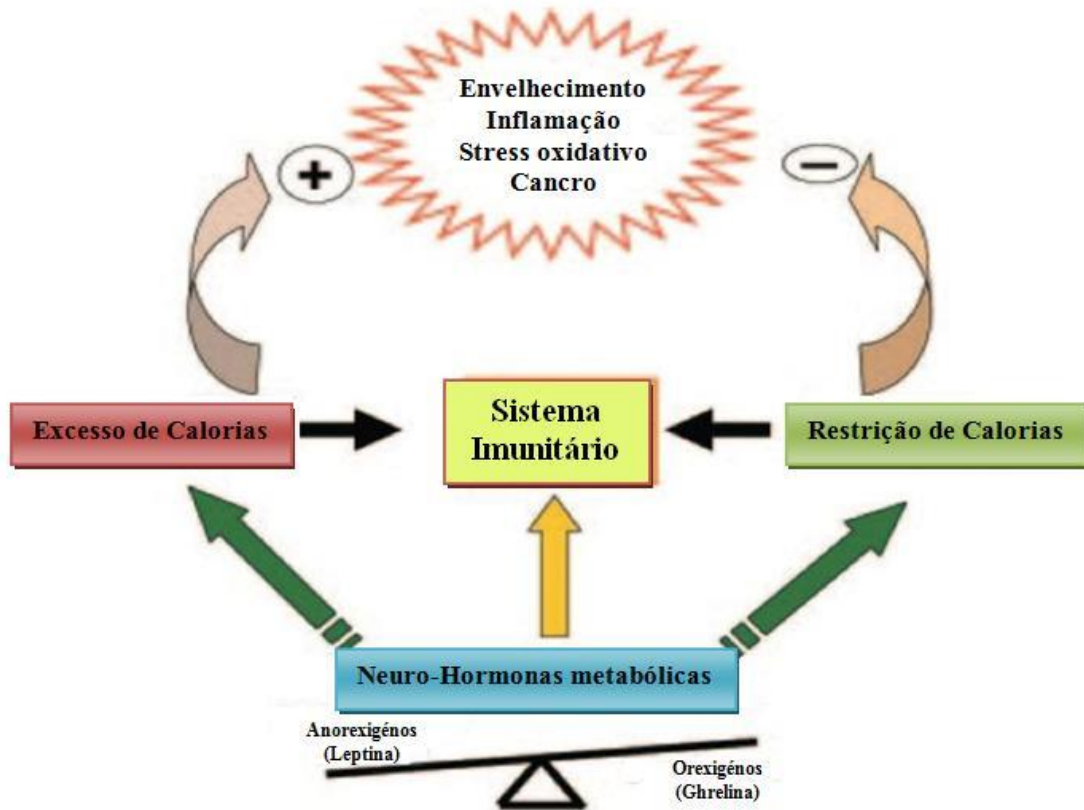 Envelhecimento
Inflamação
Stress oxidativo
Cancro
+
−
Excesso de Calorias
Sistema
Imunitário
Restrição de Calorias
Neuro-Hormonas metabólicas
Anorexigénos
(Leptina)
Orexigénos
(Ghrelina)